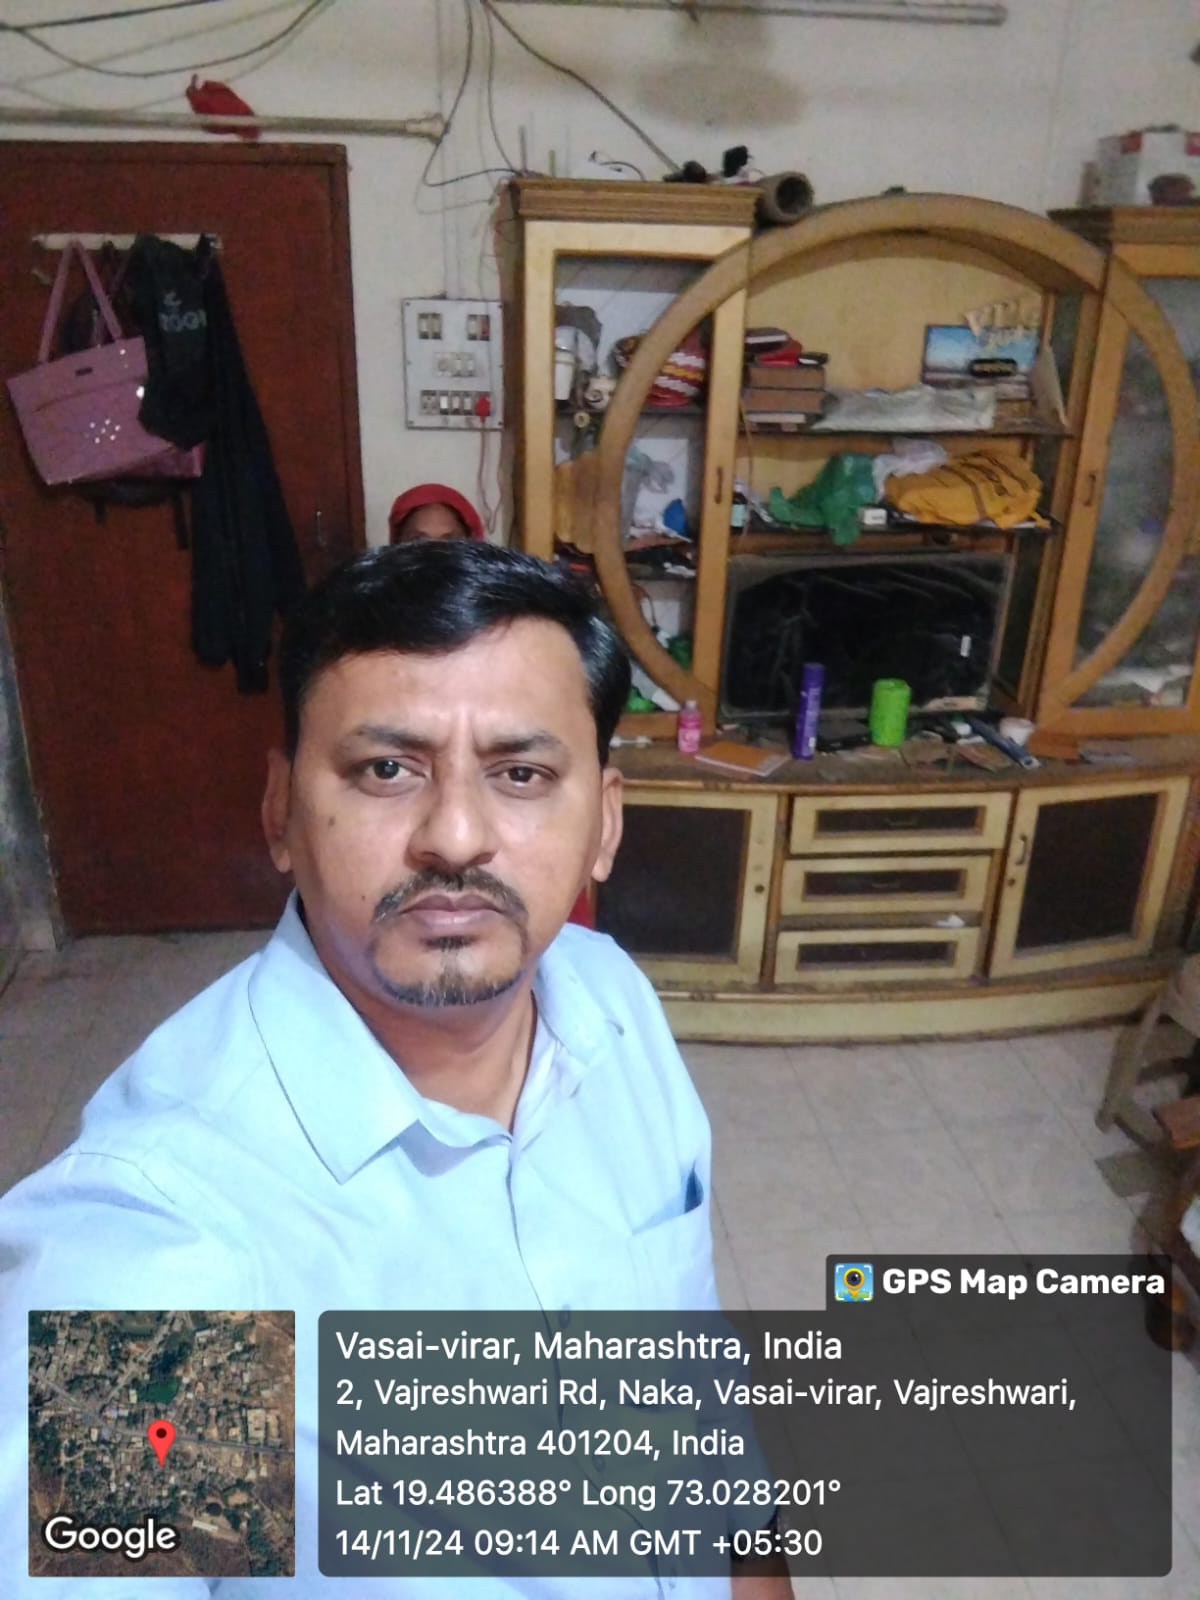 GPS Map Camera
Vasai-virar, Maharashtra, India
2, Vajreshwari Rd, Naka, Vasai-virar, Vajreshwari,
Maharashtra 401204, India
Lat 19.486388° Long 73.028201°
14/11/24 09:14 AM GMT +05:30
Google